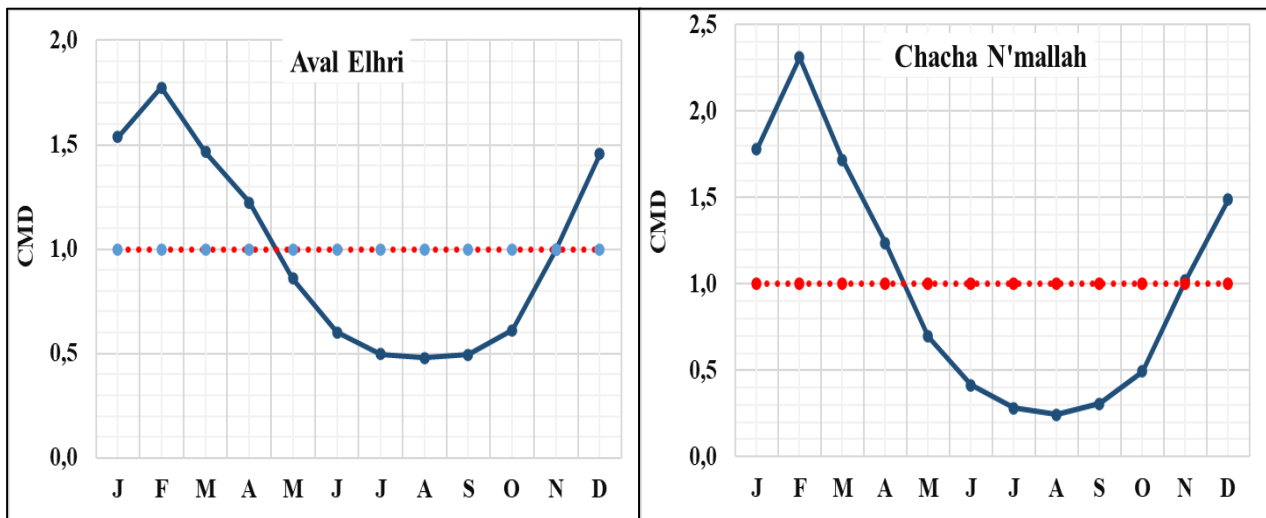 Aval Elhri
CMD
2,0
1,5
1,0
0,5
0,0
J F M A M J J A S O N D
Chacha N'mallah
CMD
2,5
2,0
1,5
1,0
0,5
0,0
J F M A M J J A S O N D